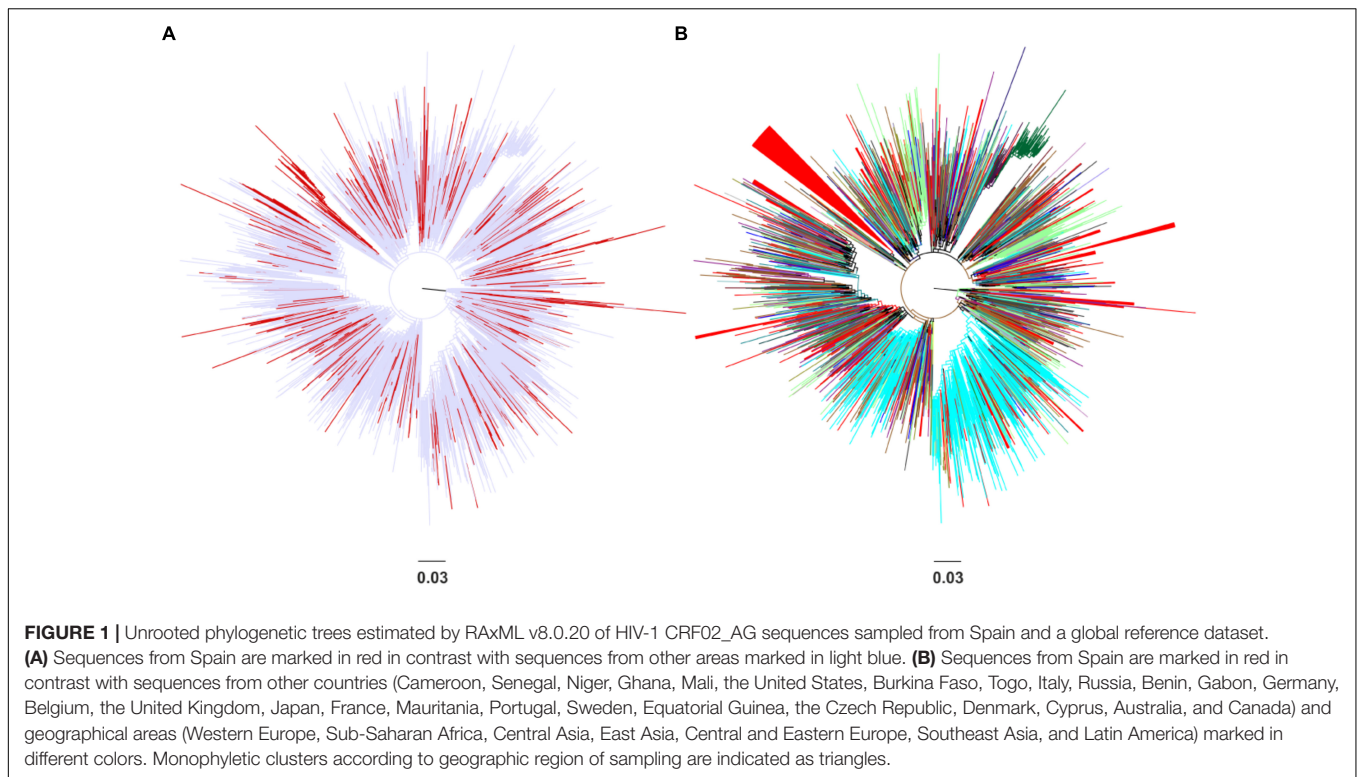 A
B
0.03
0.03
FIGURE 1 | Unrooted phylogenetic trees estimated by RAxML v8.0.20 of HIV-1 CRF02_AG sequences sampled from Spain and a global reference dataset.
(A) Sequences from Spain are marked in red in contrast with sequences from other areas marked in light blue. (B) Sequences from Spain are marked in red in
contrast with sequences from other countries (Cameroon, Senegal, Niger, Ghana, Mali, the United States, Burkina Faso, Togo, Italy, Russia, Benin, Gabon, Germany,
Belgium, the United Kingdom, Japan, France, Mauritania, Portugal, Sweden, Equatorial Guinea, the Czech Republic, Denmark, Cyprus, Australia, and Canada) and
geographical areas (Western Europe, Sub-Saharan Africa, Central Asia, East Asia, Central and Eastern Europe, Southeast Asia, and Latin America) marked in
different colors. Monophyletic clusters according to geographic region of sampling are indicated as triangles.